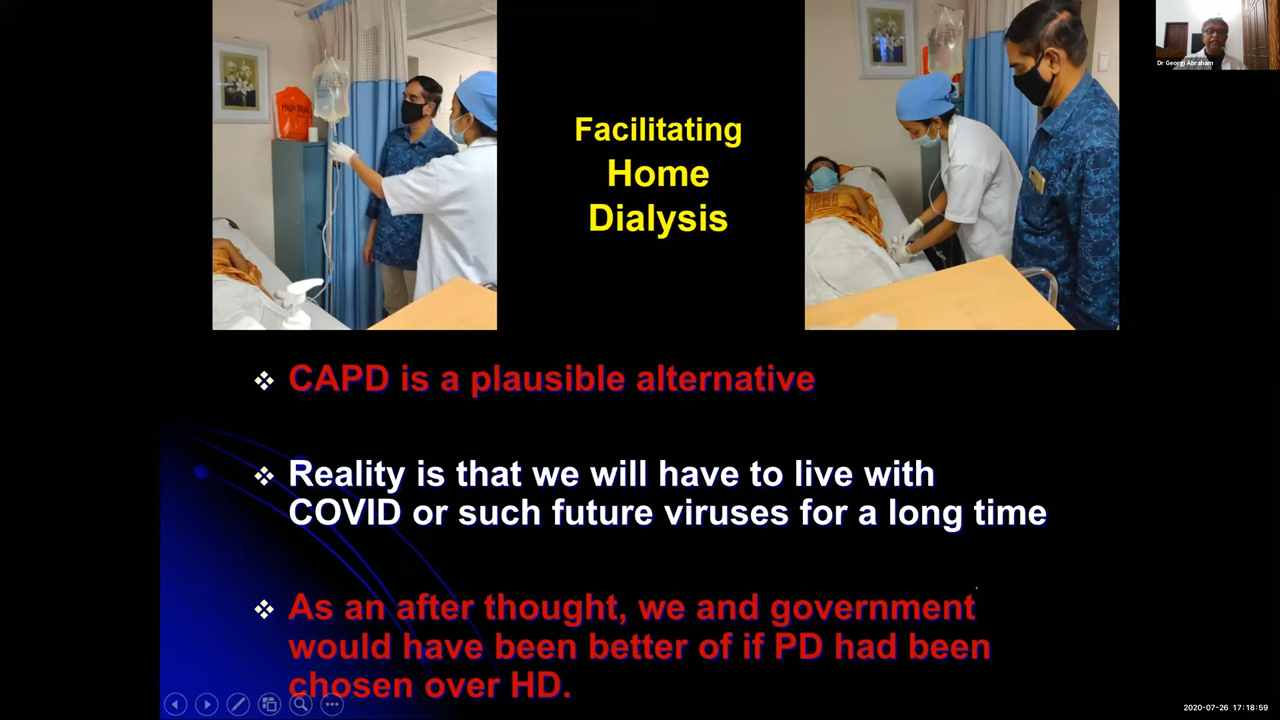 Dr Georgi Abraham
Facilitating
Home
Dialysis
❖ CAPD is a plausible alternative
❖ Reality is that we will have to live with
COVID or such future viruses for a long time
❖ As an after thought, we and government
would have been better of if PD had been
chosen over HD.
2020-07-26 17:18:59